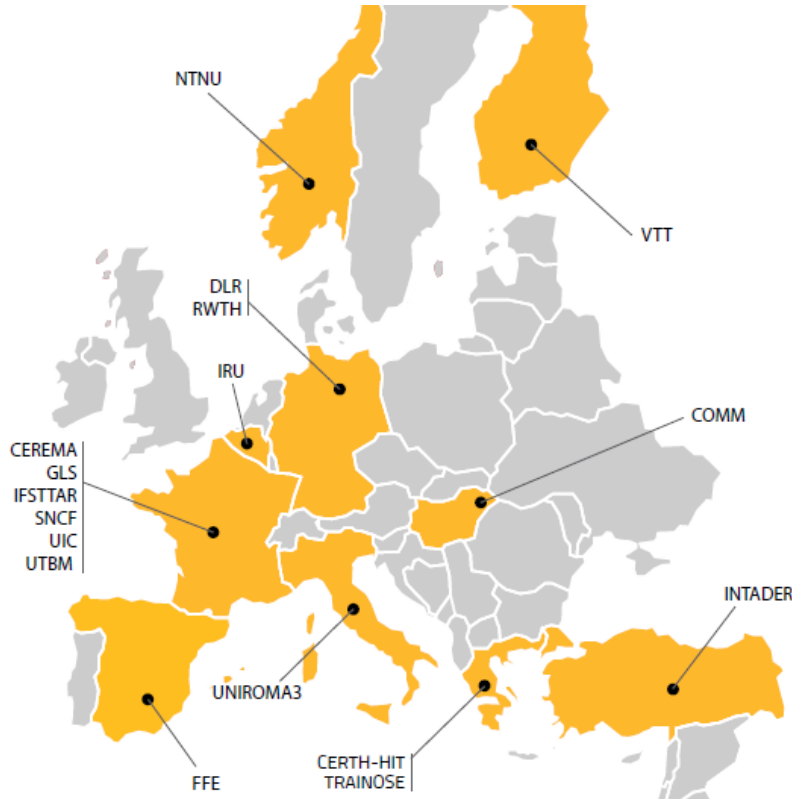 NTNU
VTT
DLR
RWTH
IRU
COMM
CEREMA
GLS
IFSTTAR
SNCF
UIC
UTBM
INTADER
UNIROMA3
CERTH-HIT
TRAINOSE
FFE